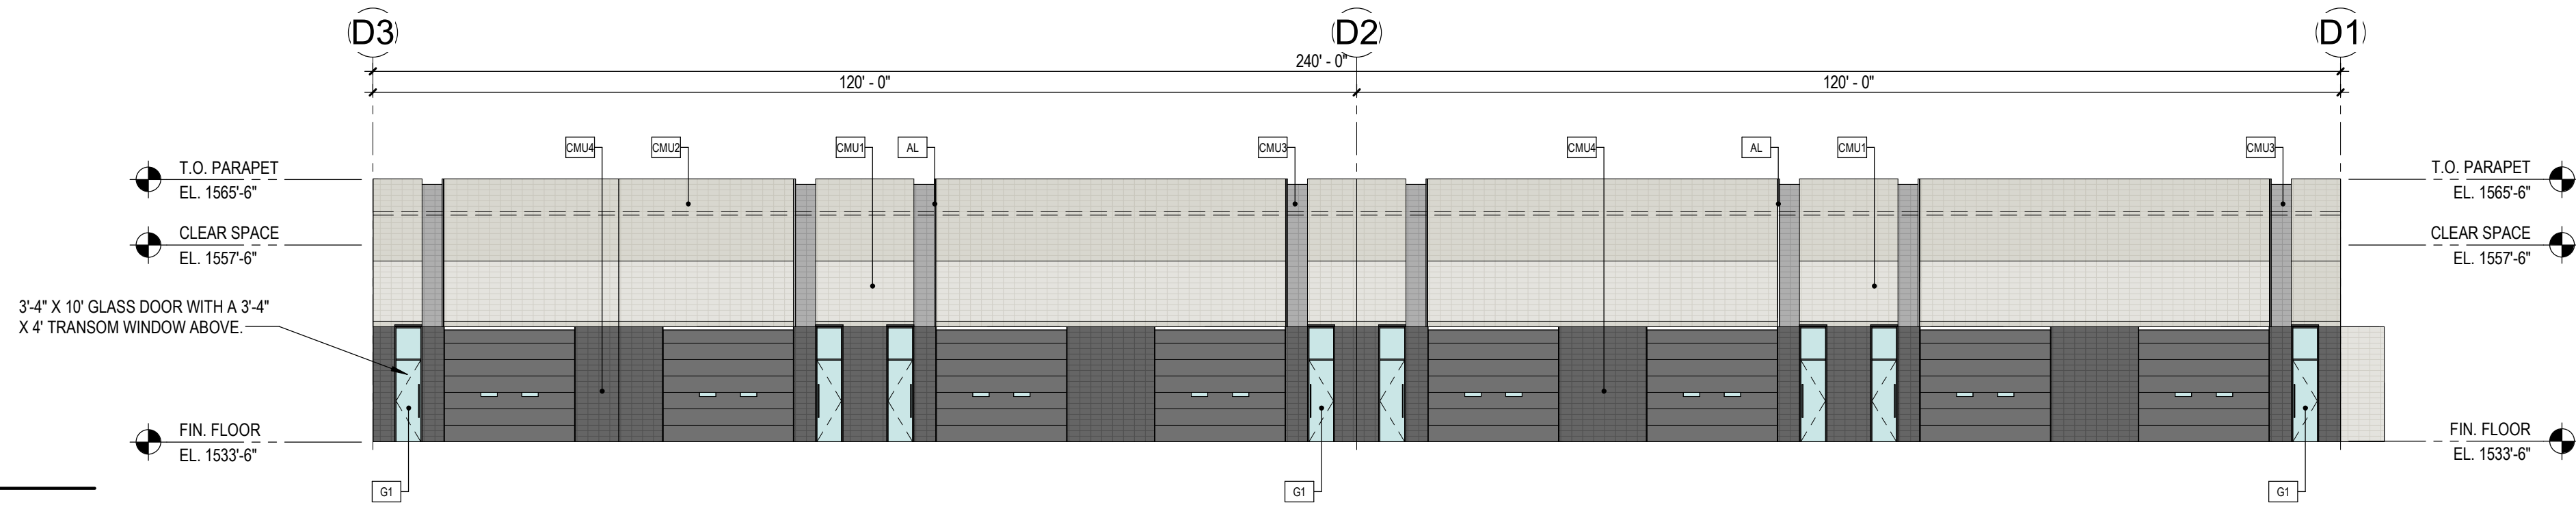 D3
D2
D1
240' - 0"
120' - 0"
120' - 0"
CMU4
CMU2
CMU1
AL
CMU3
CMU4
AL
CMU1
CMU3
T.O. PARAPET
EL. 1565'-6"
T.O. PARAPET
EL. 1565'-6"
CLEAR SPACE
EL. 1557'-6"
CLEAR SPACE
EL. 1557'-6"
3'-4" X 10' GLASS DOOR WITH A 3'-4"
X 4' TRANSOM WINDOW ABOVE.
FIN. FLOOR
EL. 1533'-6"
FIN. FLOOR
EL. 1533'-6"
G1
G1
G1